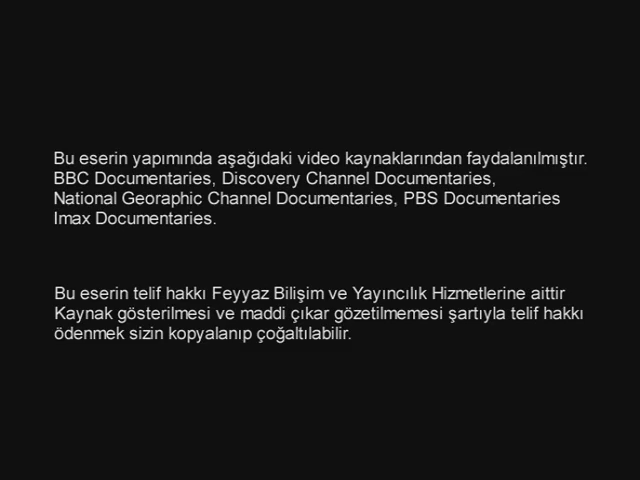 Bu eserin yapımında aşağıdaki video kaynaklarından faydalanılmıştır.
BBC Documentaries, Discovery Channel Documentaries,
National Georaphic Channel Documentaries, PBS Documentaries
Imax Documentaries.
Bu eserin telif hakkı Feyyaz Bilişim ve Yayıncılık Hizmetlerine aittir
Kaynak gösterilmesi ve maddi çıkar gözetilmemesi şartıyla telif hakkı
ödenmek sizin kopyalanıp çoğaltılabilir.